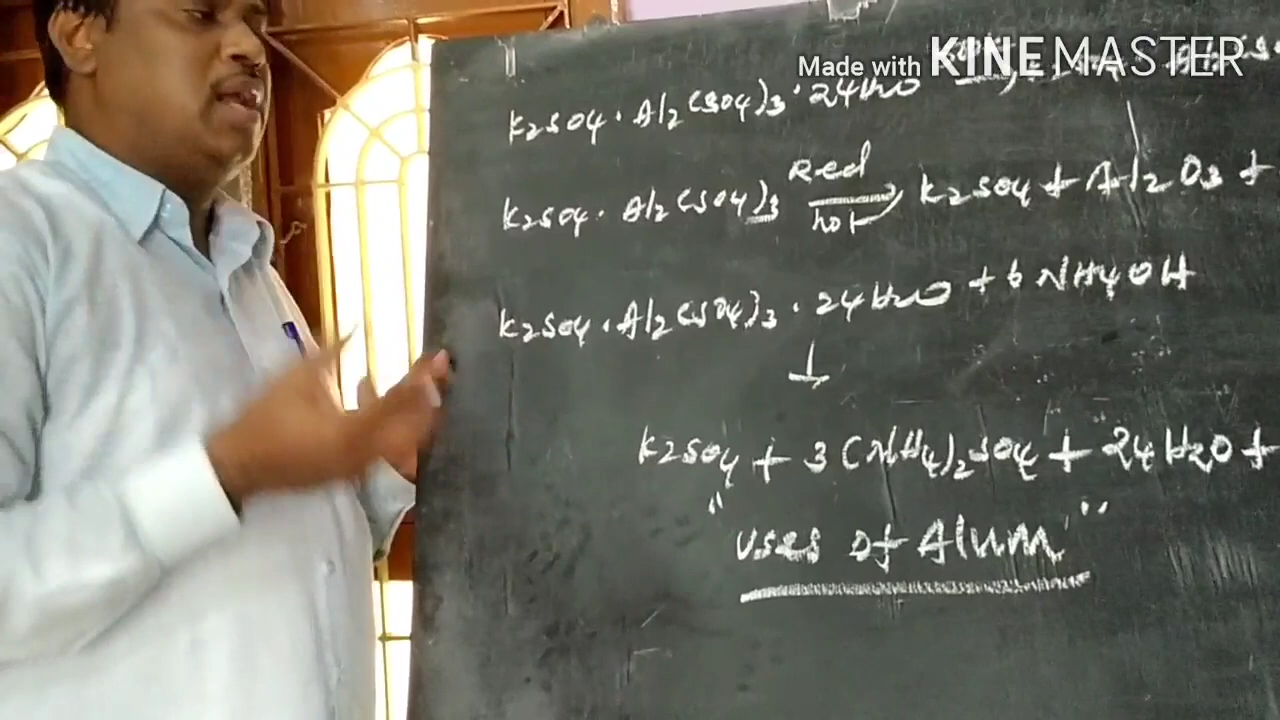 Made with KINEMASTER
K2SO4 . Al2(SO4)3 . 24H2O
K2SO4 . Al2(SO4)3 Red hot → K2SO4 + Al2O3 +
K2SO4 . Al2(SO4)3 . 24H2O + 6 NH4OH
↓
K2SO4 + 3(NH4)2SO4 + 24H2O +
"Uses of Alum"